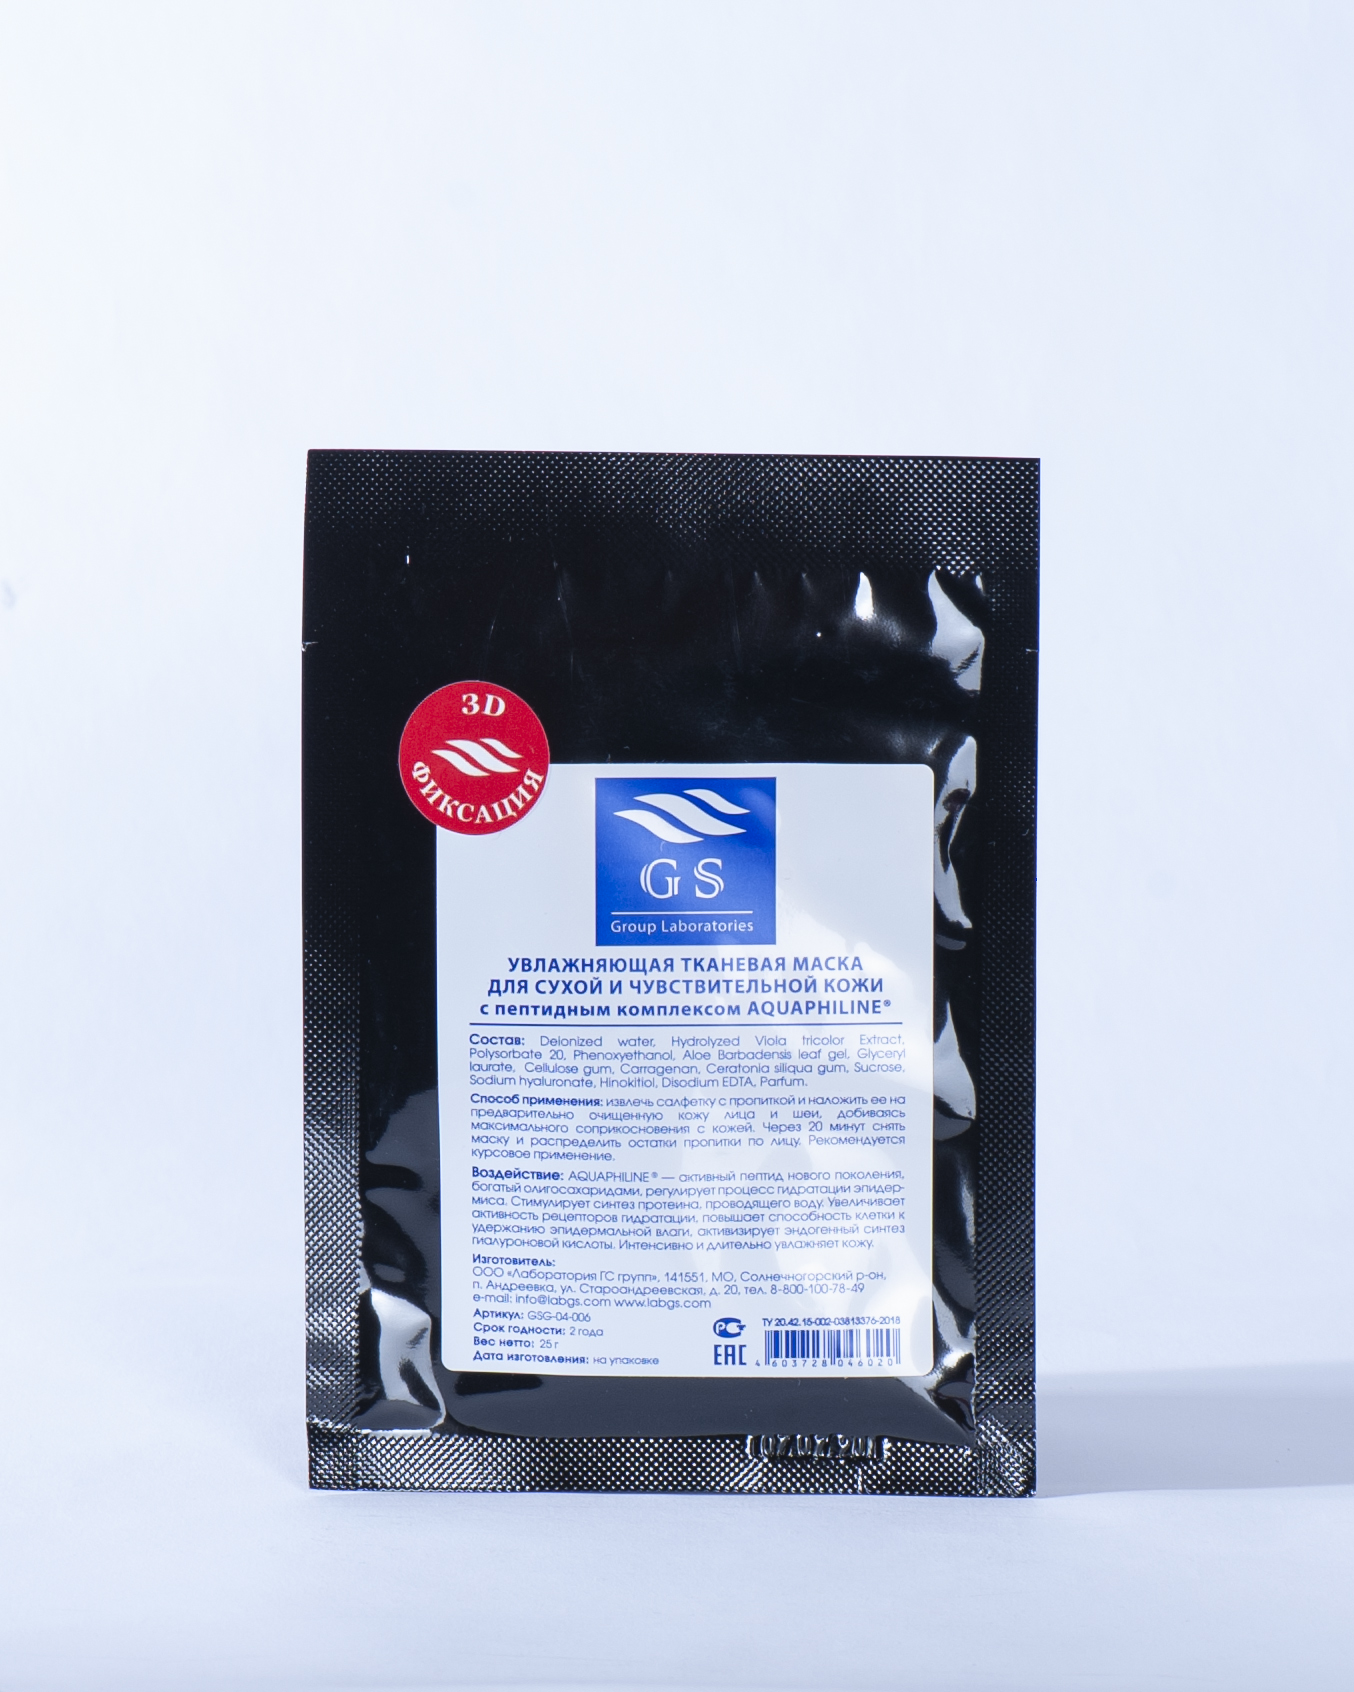 3D
ФИКСАЦИЯ
GS
Group Laboratories
УВЛАЖНЯЮЩАЯ ТКАНЕВАЯ МАСКА
ДЛЯ СУХОЙ И ЧУВСТВИТЕЛЬНОЙ КОЖИ
с пептидным комплексом AQUAPHILINE®
Состав: Deionized water, Hydrolyzed Viola tricolor Extract,
Polysorbate 20, Phenoxyethanol, Aloe Barbadensis leaf gel, Glyceryl
laurate, Cellulose gum, Carragenan, Ceratonia siliqua gum, Sucrose,
Sodium hyaluronate, Hinokitiol, Disodium EDTA, Parfum.
Способ применения: извлечь салфетку с пропиткой и наложить ее на
предварительно очищенную кожу лица и шеи, добиваясь
максимального соприкосновения с кожей. Через 20 минут снять
маску и распределить остатки пропитки по лицу. Рекомендуется
курсовое применение.
Воздействие: AQUAPHILINE® — активный пептид нового поколения,
богатый олигосахаридами, регулирует процесс гидратации эпидер-
миса. Стимулирует синтез протеина, проводящего воду. Увеличивает
активность рецепторов гидратации, повышает способность клетки к
удержанию эпидермальной влаги, активизирует эндогенный синтез
гиалуроновой кислоты. Интенсивно и длительно увлажняет кожу.
Изготовитель:
ООО «Лаборатория ГС групп», 141551, МО, Солнечногорский р-он,
п. Андреевка, ул. Староандреевская, д. 20, тел. 8-800-100-78-49
e-mail: info@labgs.com www.labgs.com
Артикул: GSG-04-006
Срок годности: 2 года
Вес нетто: 25 г
Дата изготовления: на упаковке
ТУ 20.42.15-002-03813376-2018
РСТ
ЕАС
4 603728 046020